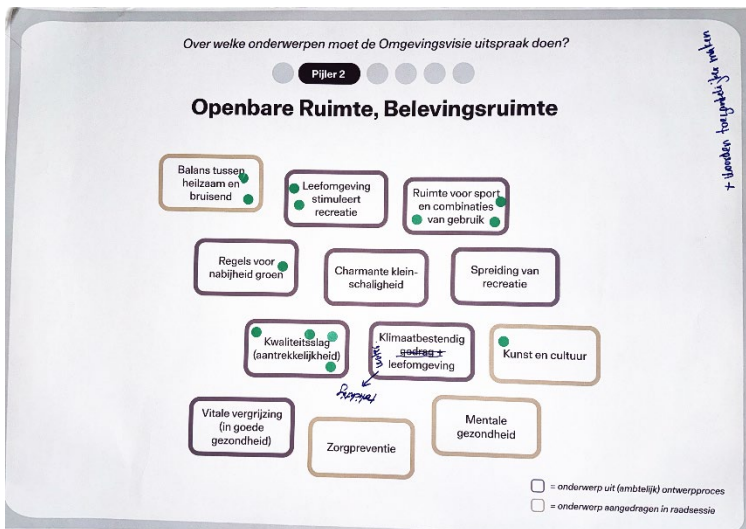 Over welke onderwerpen moet de Omgevingsvisie uitspraak doen?
Pijler 2
Openbare Ruimte, Belevingsruimte
Balans tussen
heilzaam en
bruisend
Leefomgeving
stimuleert
recreatie
Ruimte voor sport
en combinaties
van gebruik
Regels voor
nabijheid groen
Charmante klein-
schaligheid
Spreiding van
recreatie
Kwaliteitsslag
(aantrekkelijkheid)
Klimaatbestendig
gedrag +
leefomgeving
Kunst en cultuur
Vitale vergrijzing
(in goede
gezondheid)
Zorgpreventie
Mentale
gezondheid
= onderwerp uit (ambtelijk) ontwerpproces
= onderwerp aangedragen in raadsessie
toegankelijker maken